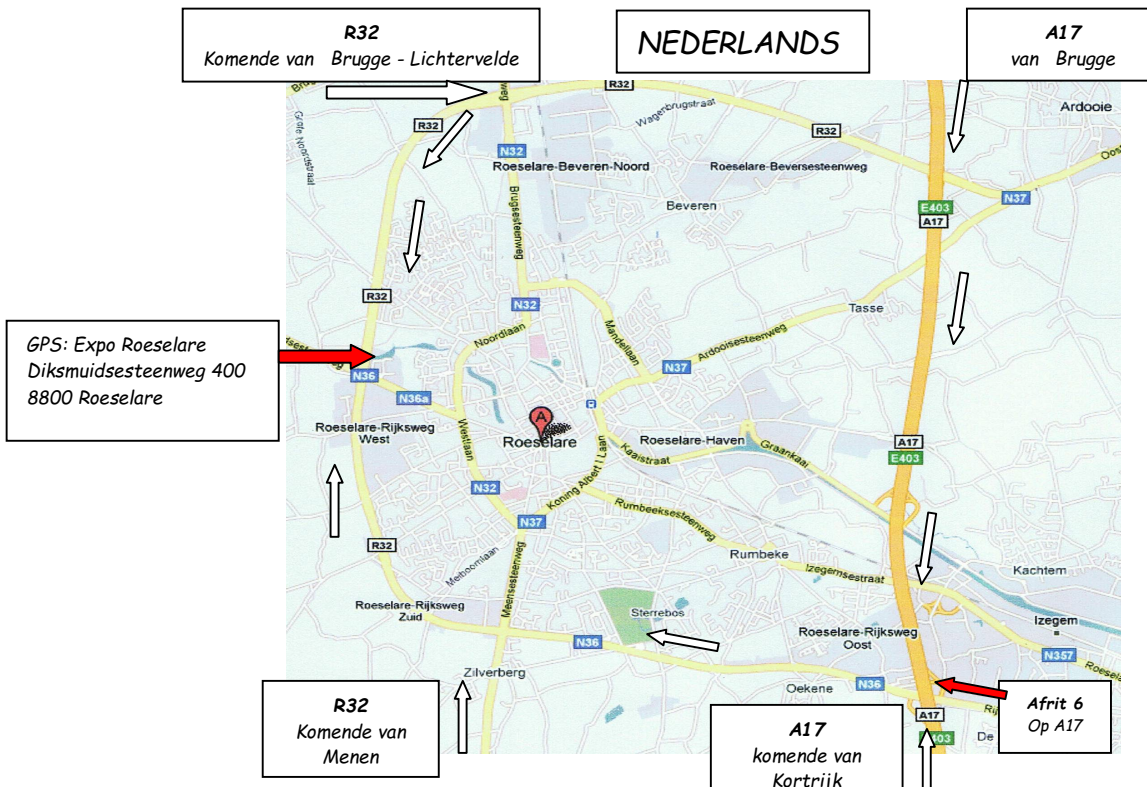 R32
Komende van Brugge - Lichtervelde
NEDERLANDS
A17
van Brugge
R32
Ardooie
Wagenbrugstraat
R32
R32
Grote Noordstraat
N32
Roeselare-Beveren-Noord
Roeselare-Beversesteenweg
N37
Brugsesteenweg
Beveren
E403
A17
R32
N32
Tasse
Noordlaan
Mandellaan
Ardooisesteenweg
GPS: Expo Roeselare
Diksmuidsesteenweg 400
8800 Roeselare
N36
N37
N36a
A
Roeselare-Rijksweg
West
Westlaan
Roeselare
Roeselare-Haven
Kaaistraat
Graankaai
A17
E403
N32
Koning Albert I Laan
N37
Rumbeeksesteenweg
R32
Meiboomlaan
Meensesteenweg
Rumbeke
Izegemsestraat
Kachtem
Roeselare-Rijksweg
Zuid
Sterrebos
Roeselare-Rijksweg
Oost
Izegem
N36
N357
Zilverberg
Oekene
N36
R32
Komende van
Menen
A17
Afrit 6
Op A17
De
E403
A17
komende van
Kortrijk